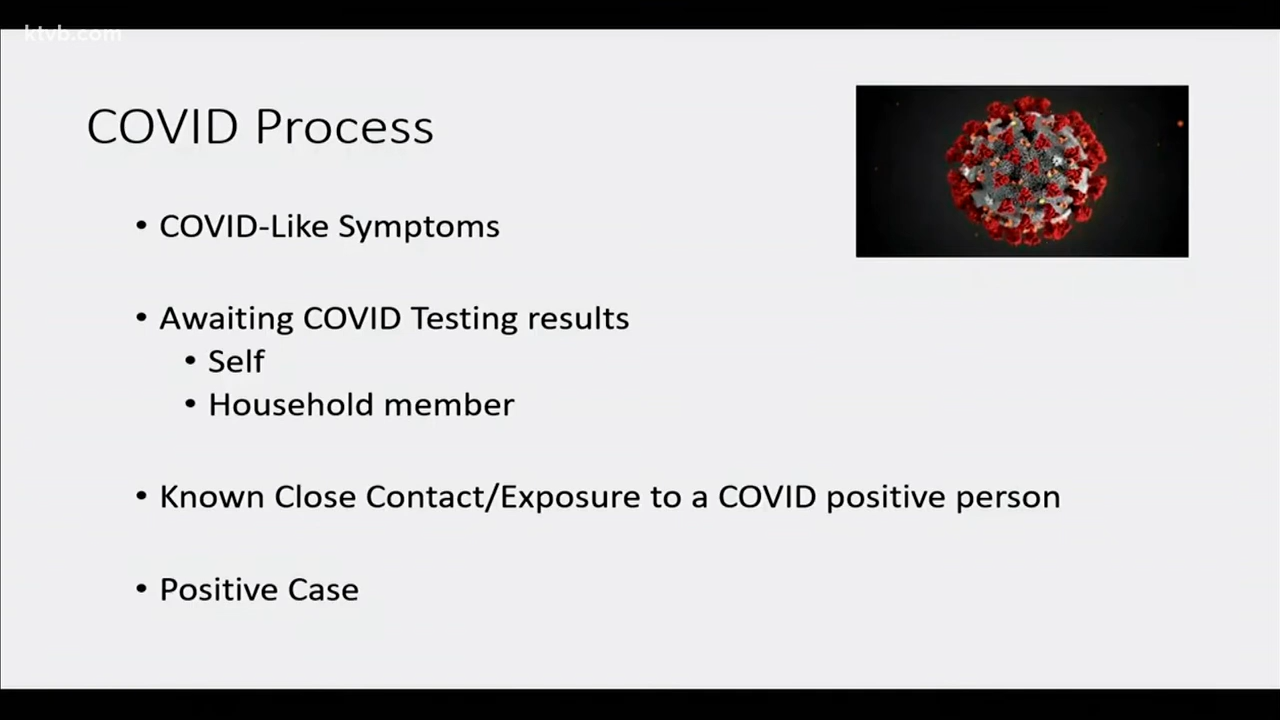 ktvb.com
COVID Process
• COVID-Like Symptoms
• Awaiting COVID Testing results
• Self
• Household member
• Known Close Contact/Exposure to a COVID positive person
• Positive Case